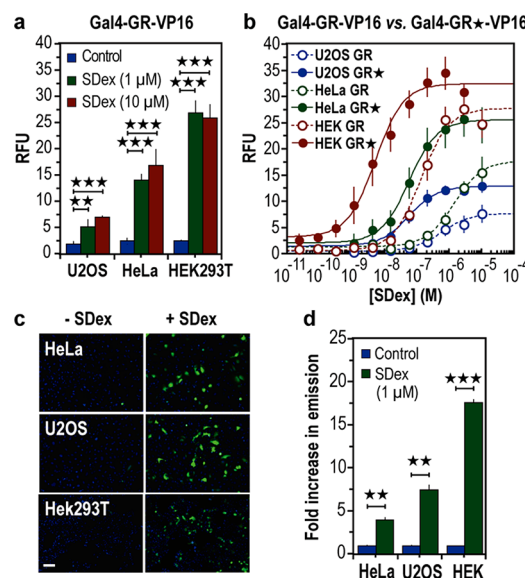 a
Gal4-GR-VP16
RFU
40
35
30
25
20
15
10
5
0
Control
SDex (1 μM)
SDex (10 μM)
★★★
★★
★★★
★★★
★★★
★★★
U2OS HeLa HEK293T
b
Gal4-GR-VP16 vs. Gal4-GR★-VP16
RFU
40
35
30
25
20
15
10
5
0
U2OS GR
U2OS GR★
HeLa GR
HeLa GR★
HEK GR
HEK GR★
10⁻¹¹ 10⁻¹⁰ 10⁻⁹ 10⁻⁸ 10⁻⁷ 10⁻⁶ 10⁻⁵ 10⁻⁴
[SDex] (M)
c
- SDex + SDex
HeLa
U2OS
Hek293T
d
Fold increase in emission
25
20
15
10
5
0
Control
SDex
(1 μM)
★★
★★
★★★
HeLa U2OS HEK